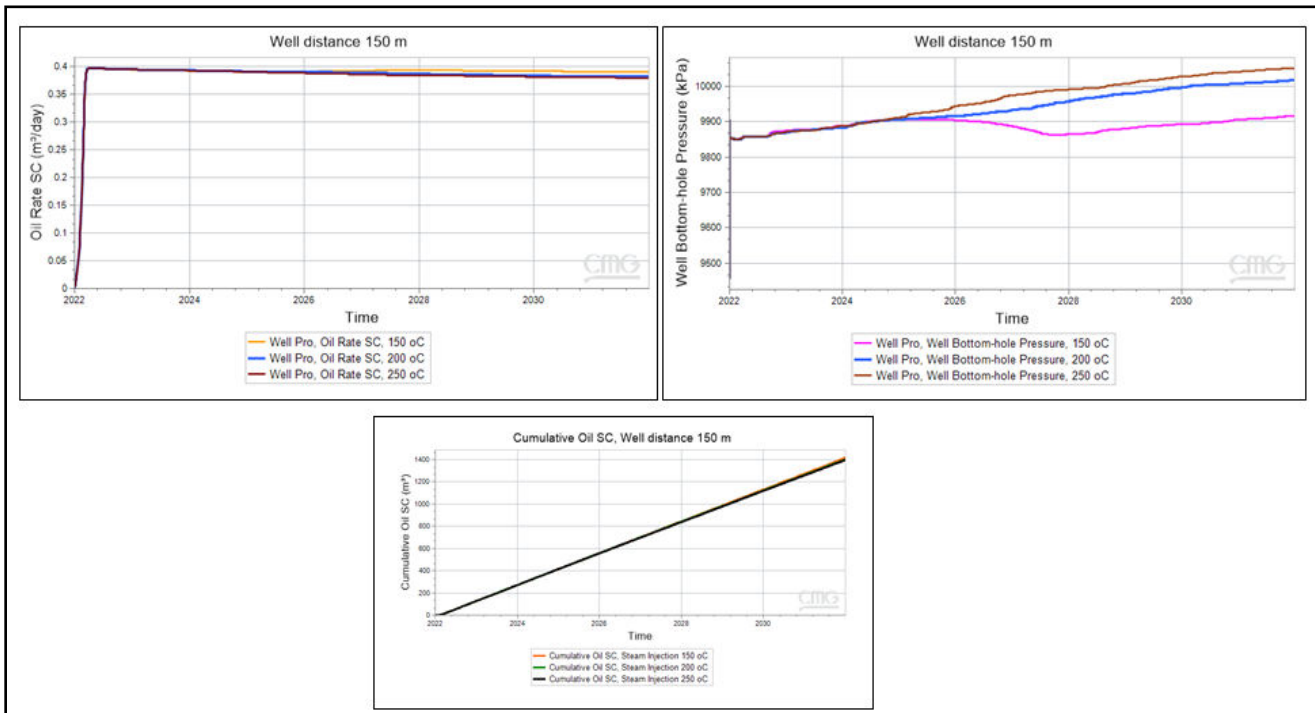 Well distance 150 m
Oil Rate SC (m³/day)
0.4
0.35
0.3
0.25
0.2
0.15
0.1
0.05
0
2022 2024 2026 2028 2030
Time
CMG
Well Pro, Oil Rate SC, 150 oC
Well Pro, Oil Rate SC, 200 oC
Well Pro, Oil Rate SC, 250 oC
Well distance 150 m
Well Bottom-hole Pressure (kPa)
10000
9900
9800
9700
9600
9500
2022 2024 2026 2028 2030
Time
CMG
Well Pro, Well Bottom-hole Pressure, 150 oC
Well Pro, Well Bottom-hole Pressure, 200 oC
Well Pro, Well Bottom-hole Pressure, 250 oC
Cumulative Oil SC, Well distance 150 m
Cumulative Oil SC (m³)
1400
1200
1000
800
600
400
200
0
2022 2024 2026 2028 2030
Time
CMG
Cumulative Oil SC, Steam Injection 150 oC
Cumulative Oil SC, Steam Injection 200 oC
Cumulative Oil SC, Steam Injection 250 oC